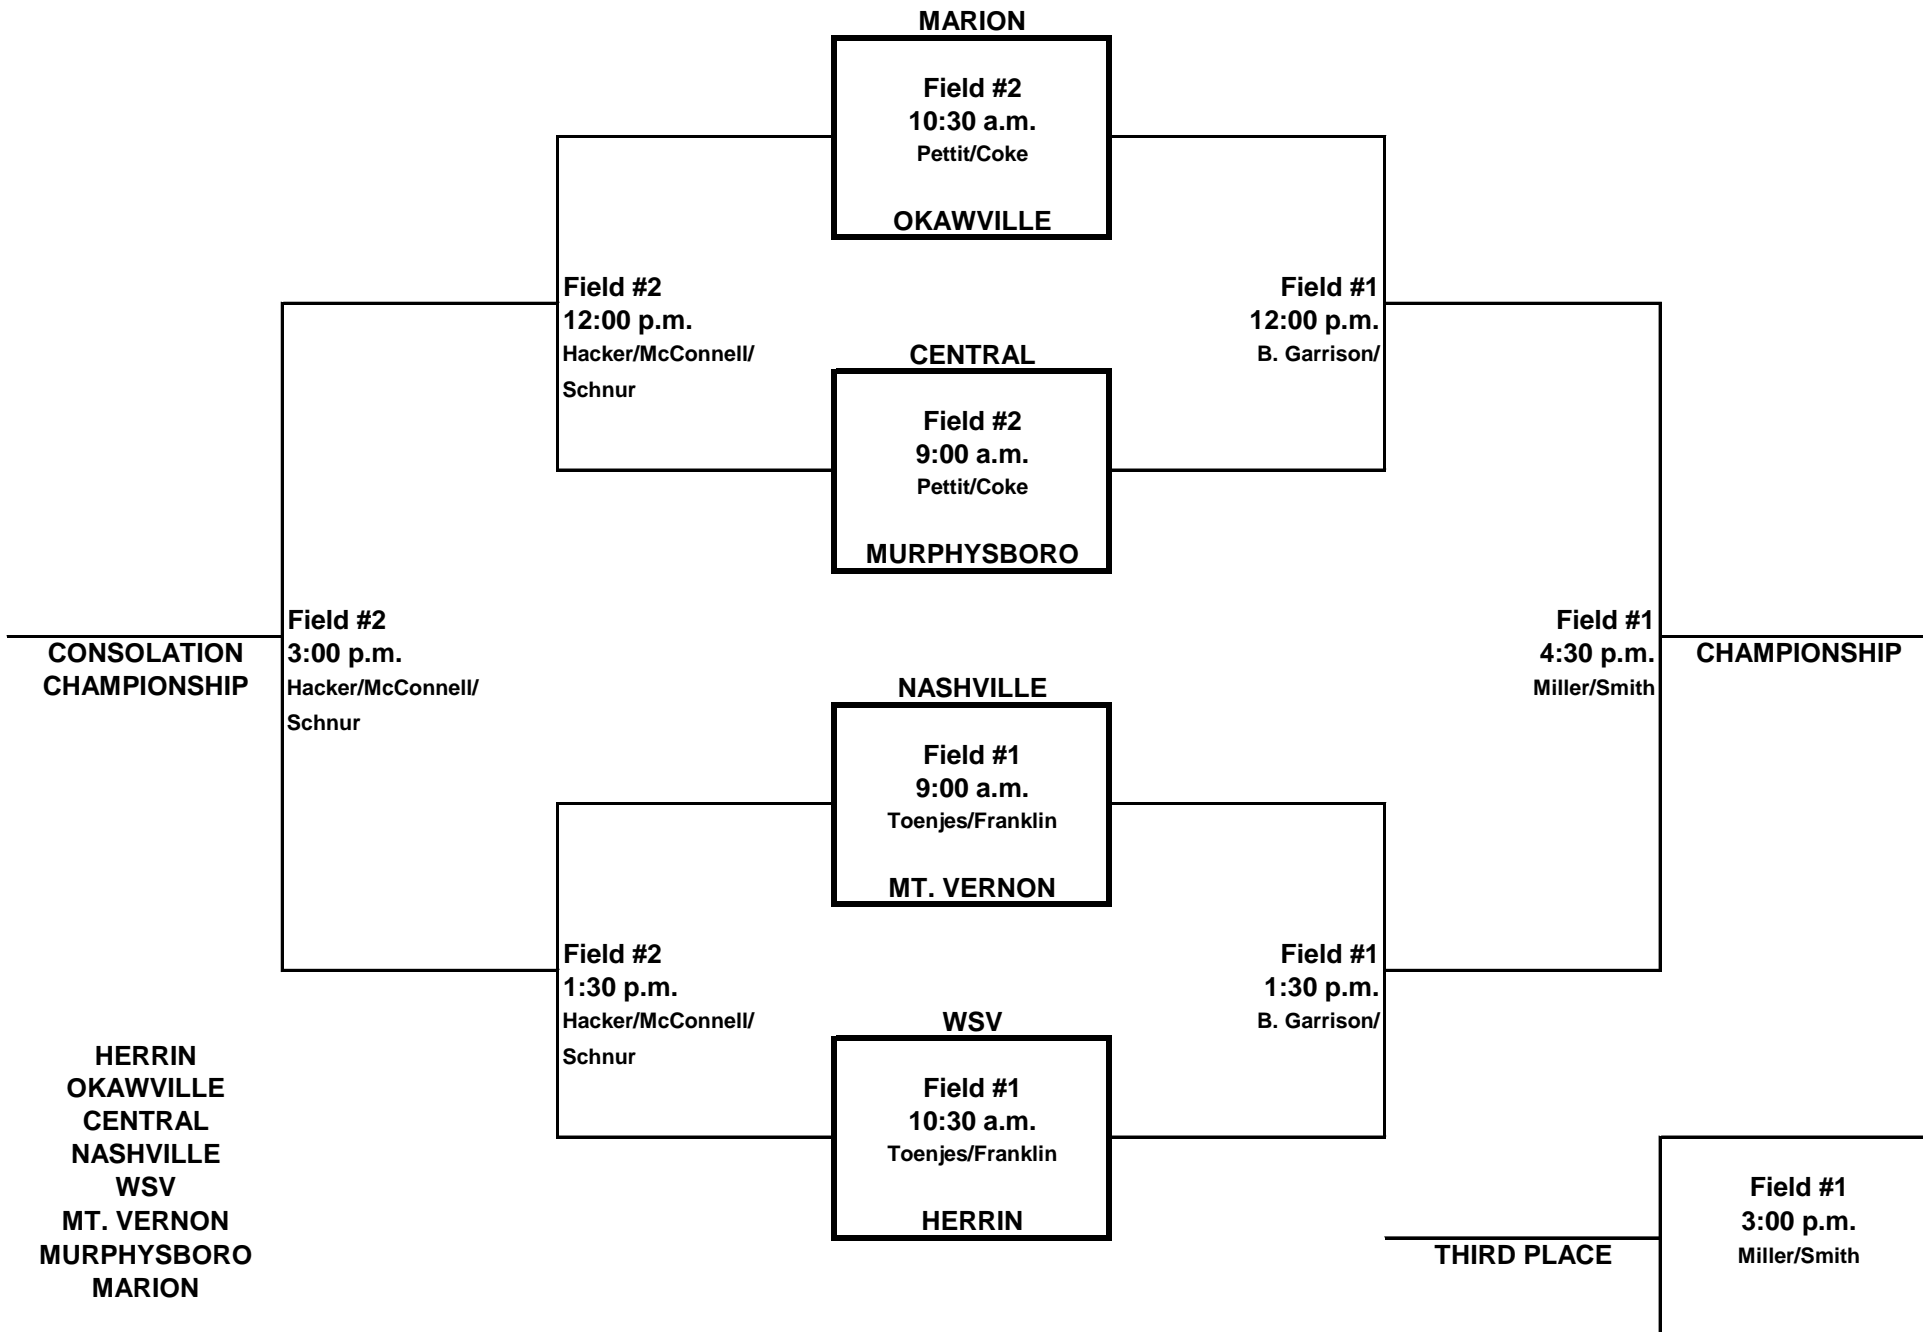 MARION
Field #2
10:30 a.m.
Pettit/Coke
OKAWVILLE
Field #2
12:00 p.m.
Hacker/McConnell/
Schnur
Field #1
12:00 p.m.
B. Garrison/
CENTRAL
Field #2
9:00 a.m.
Pettit/Coke
MURPHYSBORO
CONSOLATION
CHAMPIONSHIP
Field #2
3:00 p.m.
Hacker/McConnell/
Schnur
Field #1
4:30 p.m.
Miller/Smith
CHAMPIONSHIP
NASHVILLE
Field #1
9:00 a.m.
Toenjes/Franklin
MT. VERNON
Field #2
1:30 p.m.
Hacker/McConnell/
Schnur
Field #1
1:30 p.m.
B. Garrison/
WSV
Field #1
10:30 a.m.
Toenjes/Franklin
HERRIN
HERRIN
OKAWVILLE
CENTRAL
NASHVILLE
WSV
MT. VERNON
MURPHYSBORO
MARION
THIRD PLACE
Field #1
3:00 p.m.
Miller/Smith